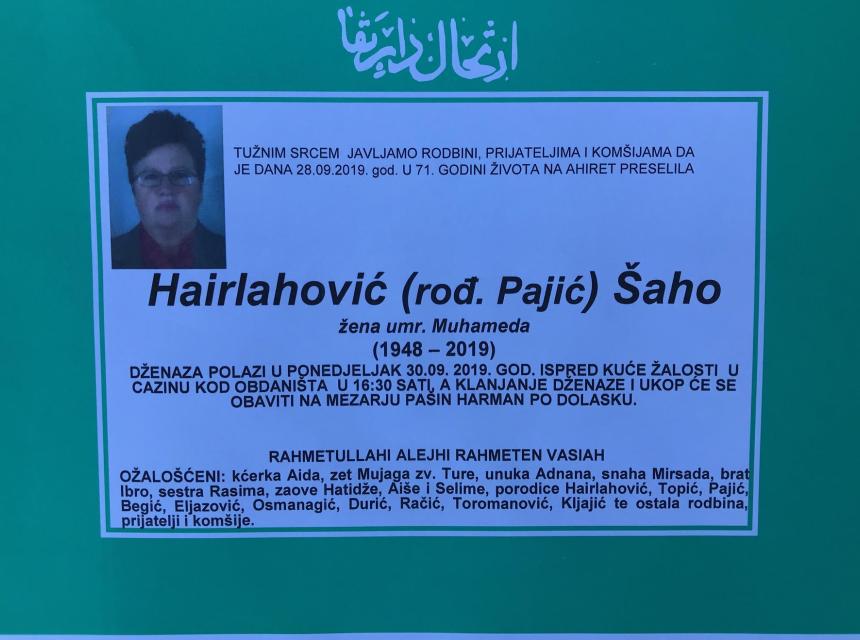 ارتحال دار بقا
TUŽNIM SRCEM JAVLJAMO RODBINI, PRIJATELJIMA I KOMŠIJAMA DA
JE DANA 28.09.2019. god. U 71. GODINI ŽIVOTA NA AHIRET PRESELILA
Hairlahović (rođ. Pajić) Šaho
žena umr. Muhameda
(1948 – 2019)
DŽENAZA POLAZI U PONEDJELJAK 30.09. 2019. GOD. ISPRED KUĆE ŽALOSTI U
CAZINU KOD OBDANIŠTA U 16:30 SATI, A KLANJANJE DŽENAZE I UKOP ĆE SE
OBAVITI NA MEZARJU PAŠIN HARMAN PO DOLASKU.
RAHMETULLAHI ALEJHI RAHMETEN VASIAH
OŽALOŠĆENI: kćerka Aida, zet Mujaga zv. Ture, unuka Adnana, snaha Mirsada, brat
Ibro, sestra Rasima, zaove Hatidže, Aiše i Selime, porodice Hairlahović, Topić, Pajić,
Begić, Eljazović, Osmanagić, Durić, Račić, Toromanović, Kljajić te ostala rodbina,
prijatelji i komšije.